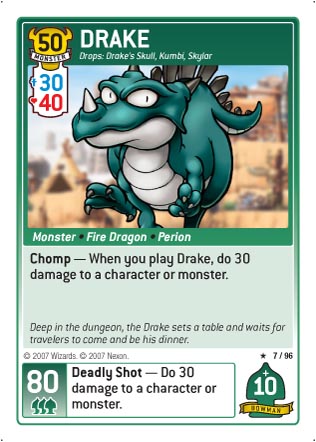 50
MONSTER
DRAKE
Drops: Drake's Skull, Kumbi, Skylar
30
40
Monster • Fire Dragon • Perion
Chomp — When you play Drake, do 30
damage to a character or monster.
Deep in the dungeon, the Drake sets a table and waits for
travelers to come and be his dinner.
© 2007 Wizards. © 2007 Nexon.
★ 7 / 96
80
Deadly Shot — Do 30
damage to a character or
monster.
+
10
BOWMAN